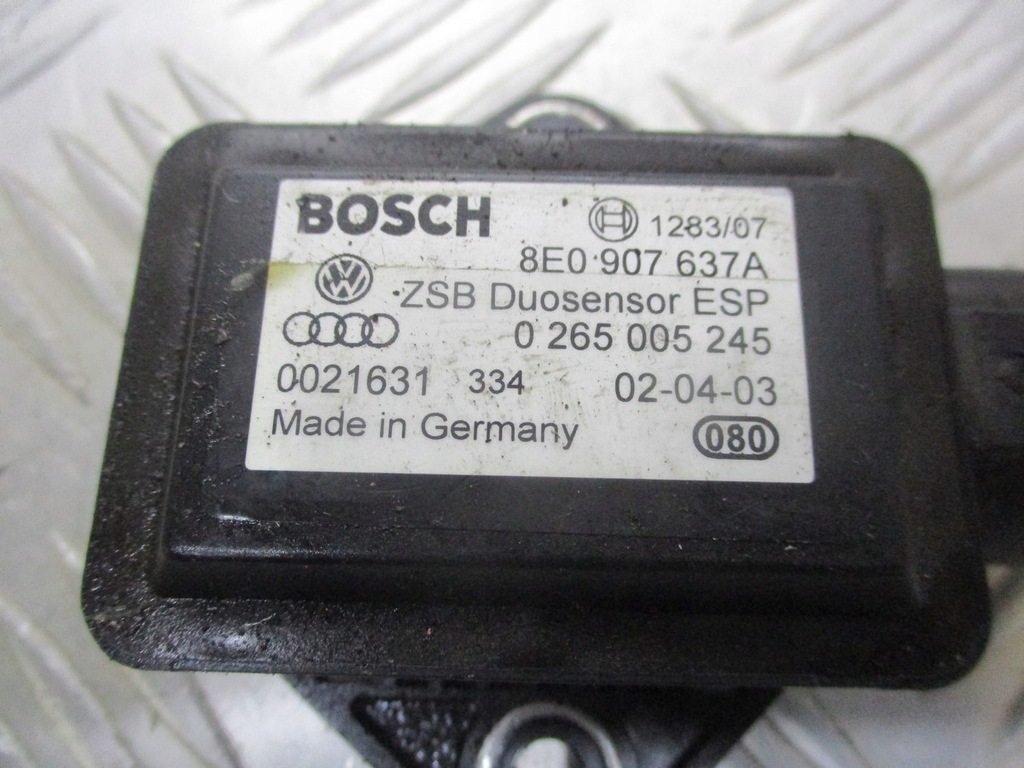 BOSCH 1283/07
8E0 907 637A
ZSB Duosensor ESP
0 265 005 245
0021631 334 02-04-03
Made in Germany 080